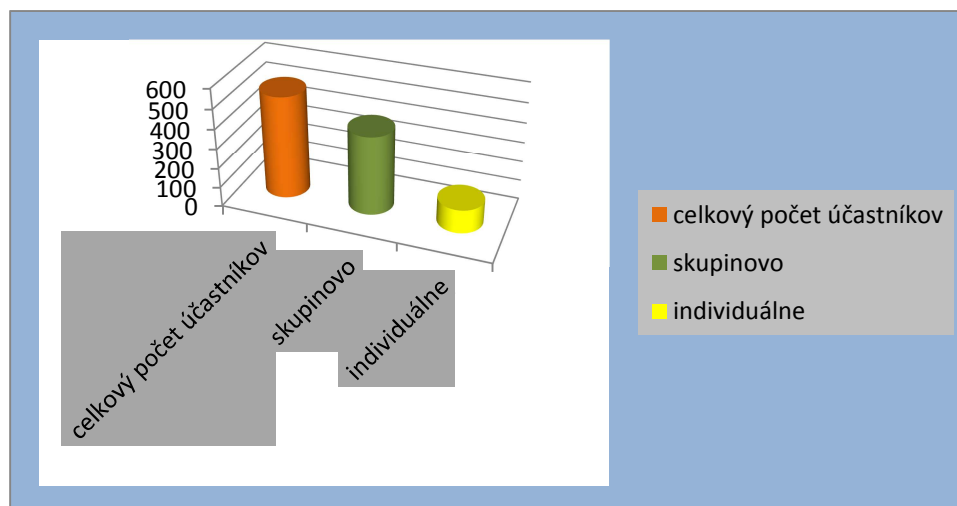 600
500
400
300
200
100
0
celkový počet účastníkov
skupinovo
individuálne
celkový počet účastníkov
skupinovo
individuálne